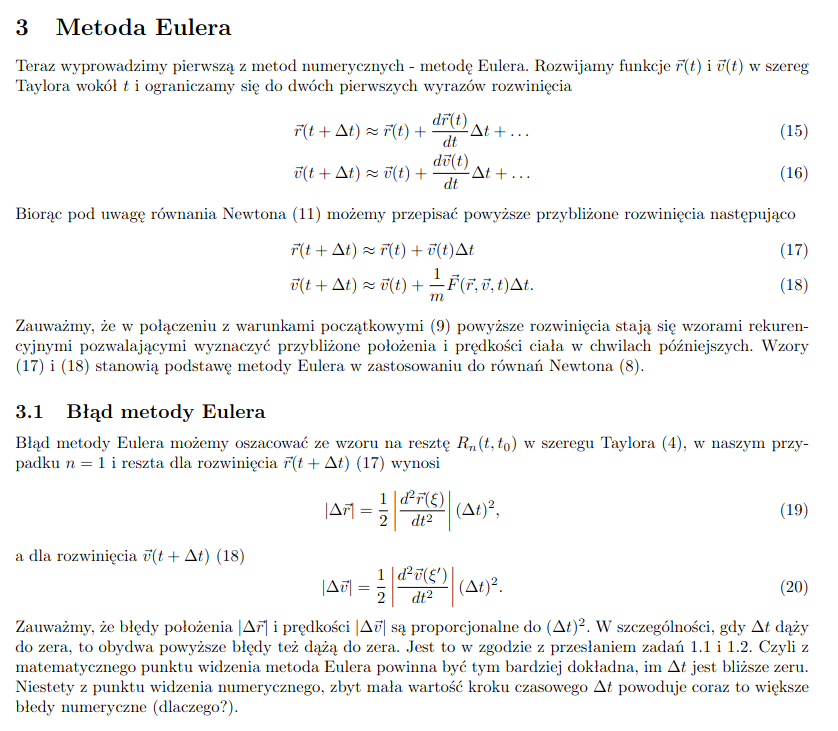 3 Metoda Eulera
Teraz wyprowadzimy pierwszą z metod numerycznych - metodę Eulera. Rozwijamy funkcje $\vec{r}(t)$ i $\vec{v}(t)$ w szereg
Taylora wokół $t$ i ograniczamy się do dwóch pierwszych wyrazów rozwinięcia
$\vec{r}(t + \Delta t) \approx \vec{r}(t) + \frac{d\vec{r}(t)}{dt} \Delta t + \ldots$ (15)
$\vec{v}(t + \Delta t) \approx \vec{v}(t) + \frac{d\vec{v}(t)}{dt} \Delta t + \ldots$ (16)
Biorąc pod uwagę równania Newtona (11) możemy przepisać powyższe przybliżone rozwinięcia następująco
$\vec{r}(t + \Delta t) \approx \vec{r}(t) + \vec{v}(t)\Delta t$ (17)
$\vec{v}(t + \Delta t) \approx \vec{v}(t) + \frac{1}{m} \vec{F}(\vec{r}, \vec{v}, t)\Delta t.$ (18)
Zauważmy, że w połączeniu z warunkami początkowymi (9) powyższe rozwinięcia stają się wzorami rekuren-
cyjnymi pozwalającymi wyznaczyć przybliżone położenia i prędkości ciała w chwilach późniejszych. Wzory
(17) i (18) stanowią podstawę metody Eulera w zastosowaniu do równań Newtona (8).
3.1 Błąd metody Eulera
Błąd metody Eulera możemy oszacować ze wzoru na resztę $R_n(t, t_0)$ w szeregu Taylora (4), w naszym przy-
padku $n = 1$ i reszta dla rozwinięcia $\vec{r}(t + \Delta t)$ (17) wynosi
$|\Delta \vec{r}| = \frac{1}{2} \left| \frac{d^2\vec{r}(\xi)}{dt^2} \right| (\Delta t)^2,$ (19)
a dla rozwinięcia $\vec{v}(t + \Delta t)$ (18)
$|\Delta \vec{v}| = \frac{1}{2} \left| \frac{d^2\vec{v}(\xi')}{dt^2} \right| (\Delta t)^2.$ (20)
Zauważmy, że błędy położenia $|\Delta \vec{r}|$ i prędkości $|\Delta \vec{v}|$ są proporcjonalne do $(\Delta t)^2$. W szczególności, gdy $\Delta t$ dąży
do zera, to obydwa powyższe błędy też dążą do zera. Jest to w zgodzie z przesłaniem zadań 1.1 i 1.2. Czyli z
matematycznego punktu widzenia metoda Eulera powinna być tym bardziej dokładna, im $\Delta t$ jest bliższe zeru.
Niestety z punktu widzenia numerycznego, zbyt mała wartość kroku czasowego $\Delta t$ powoduje coraz to większe
błedy numeryczne (dlaczego?).